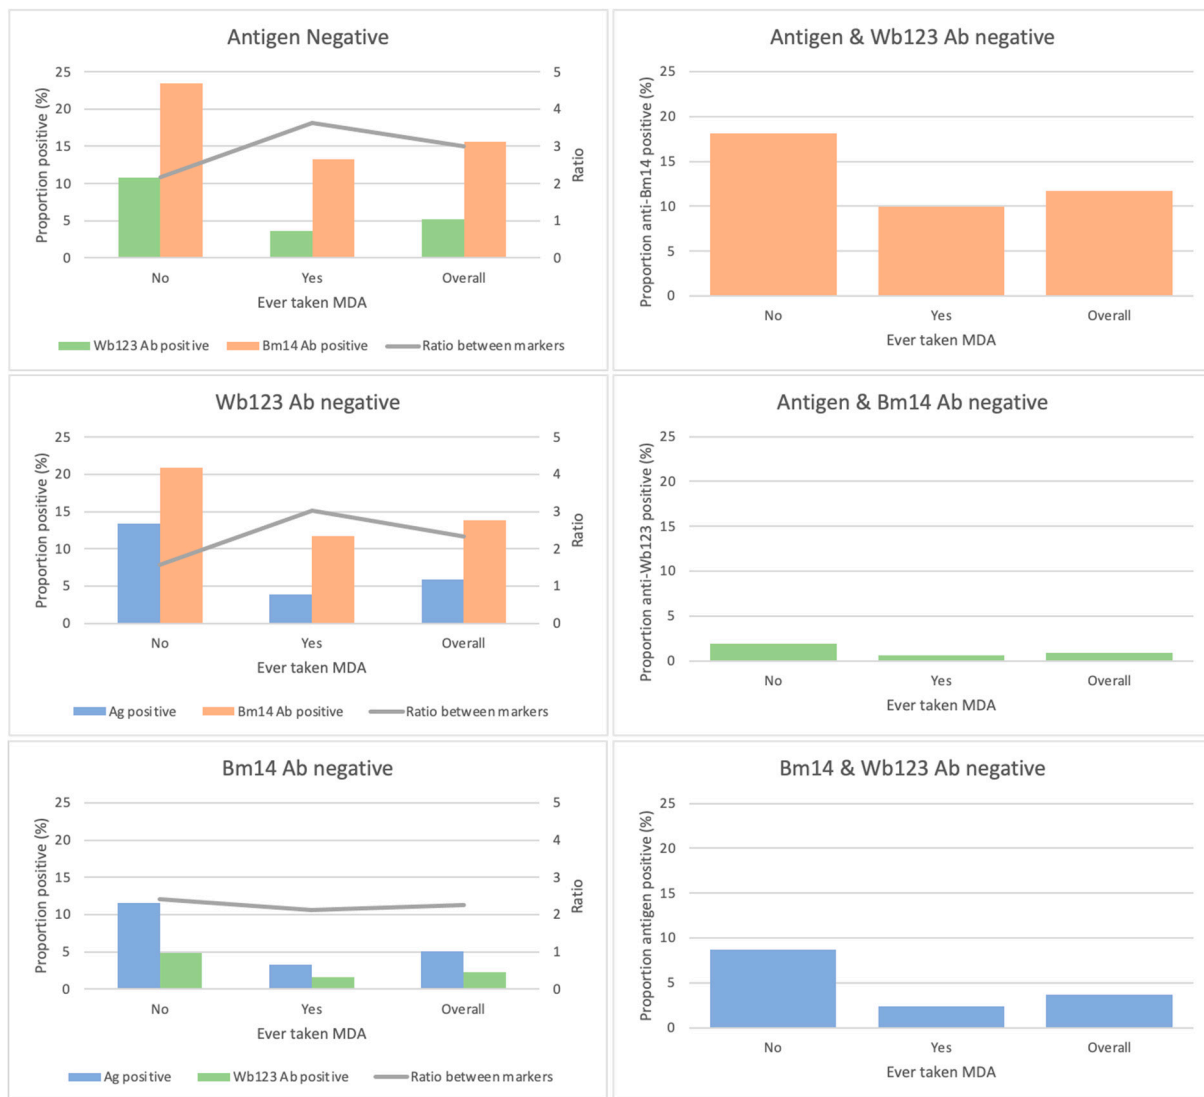 Antigen Negative
Proportion positive (%)
25
20
15
10
5
0
5
4
3
2
1
0
Ratio
No Yes Overall
Ever taken MDA
Wb123 Ab positive Bm14 Ab positive Ratio between markers
Antigen & Wb123 Ab negative
Proportion anti-Bm14 positive (%)
25
20
15
10
5
0
No Yes Overall
Ever taken MDA
Wb123 Ab negative
Proportion positive (%)
25
20
15
10
5
0
5
4
3
2
1
0
Ratio
No Yes Overall
Ever taken MDA
Ag positive Bm14 Ab positive Ratio between markers
Antigen & Bm14 Ab negative
Proportion anti-Wb123 positive (%)
25
20
15
10
5
0
No Yes Overall
Ever taken MDA
Bm14 Ab negative
Proportion positive (%)
25
20
15
10
5
0
5
4
3
2
1
0
Ratio
No Yes Overall
Ever taken MDA
Ag positive Wb123 Ab positive Ratio between markers
Bm14 & Wb123 Ab negative
Proportion antigen positive (%)
25
20
15
10
5
0
No Yes Overall
Ever taken MDA